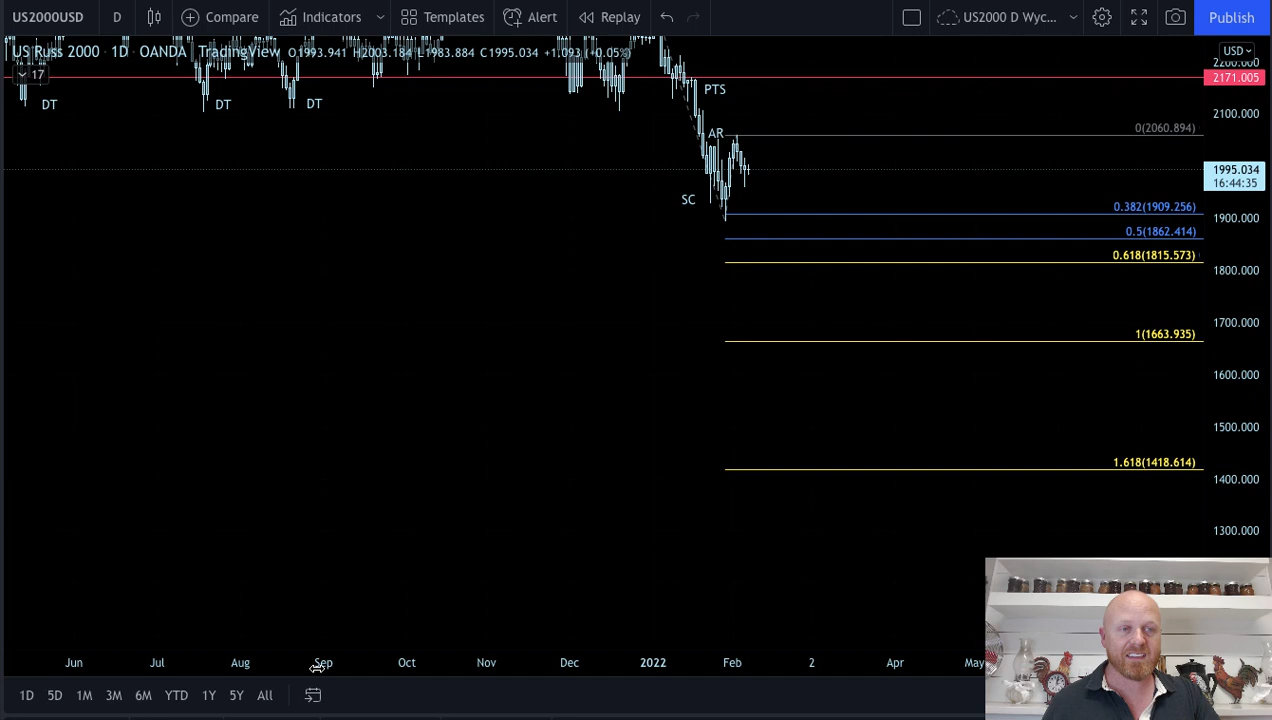 US2000USD D Compare Indicators Templates Alert Replay US2000 D Wyc... Publish
US Russ 2000 · 1D · OANDA · TradingView O1993.941 H2003.184 L1983.884 C1995.034 +1.093 (+0.05%)
USD
2200.000
17
2171.005
PTS
DT
DT
DT
2100.000
AR
0(2060.894)
1995.034
16:44:35
SC
0.382(1909.256)
1900.000
0.5(1862.414)
0.618(1815.573)
1800.000
1700.000
1(1663.935)
1600.000
1500.000
1.618(1418.614)
1400.000
1300.000
Jun Jul Aug Sep Oct Nov Dec 2022 Feb 2 Apr May
1D 5D 1M 3M 6M YTD 1Y 5Y All